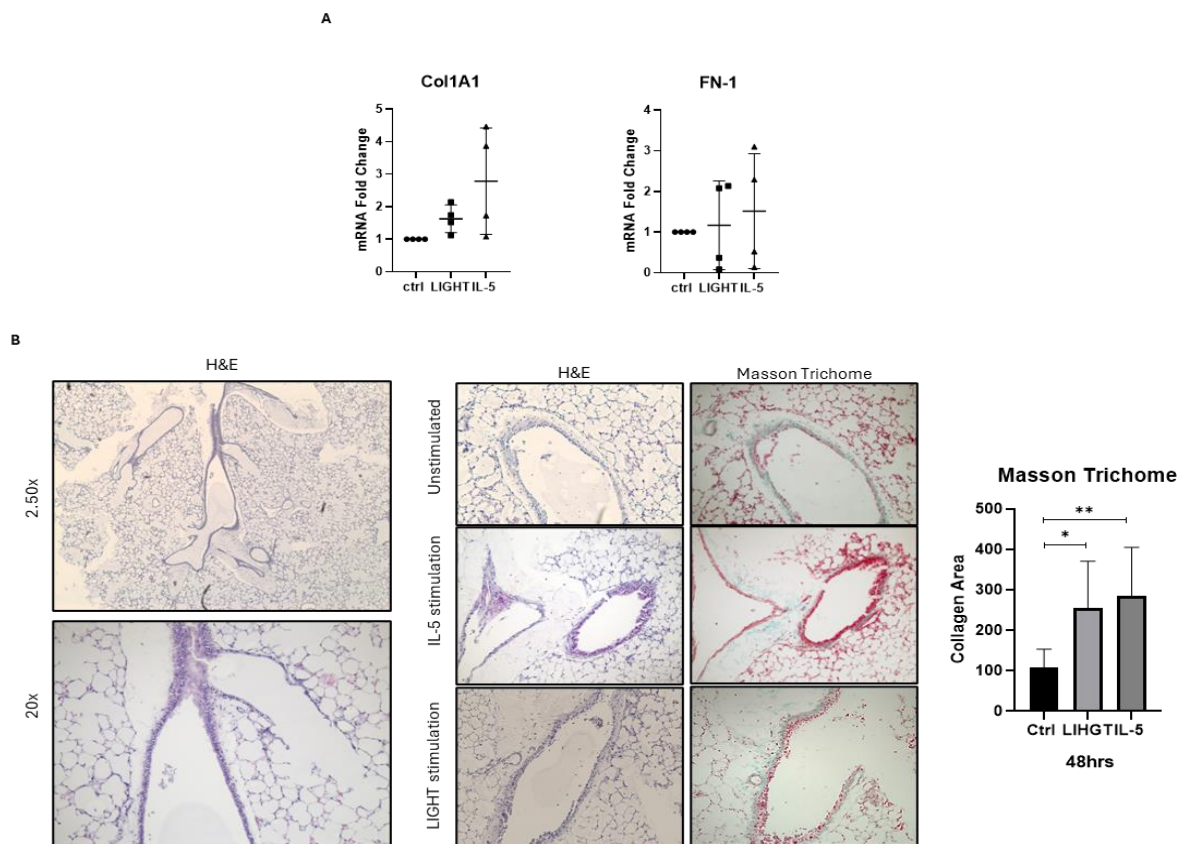 A
Col1A1
FN-1
mRNA Fold Change
5
4
3
2
1
0
ctrl LIGHT IL-5
mRNA Fold Change
4
3
2
1
0
ctrl LIGHT IL-5
B
H&E
2.50x
20x
H&E
Masson Trichome
Unstimulated
IL-5 stimulation
LIGHT stimulation
Masson Trichome
Collagen Area
500
400
300
200
100
0
**
*
Ctrl LIHGT IL-5
48hrs